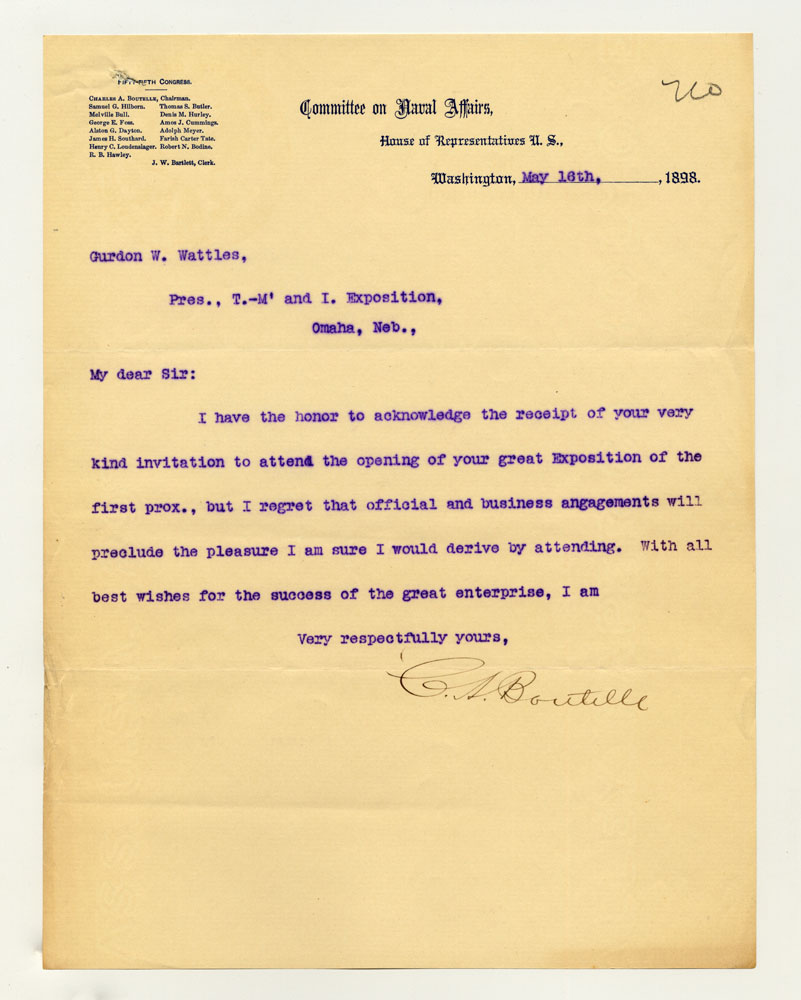 FIFTY-FIFTH CONGRESS.
CHARLES A. BOUTELLE, Chairman.
Samuel G. Hilborn. Thomas S. Butler.
Melville Bull. Denis M. Hurley.
George E. Foss. Amos J. Cummings.
Alston G. Dayton. Adolph Meyer.
James H. Southard. Farish Carter Tate.
Henry C. Loudenslager. Robert N. Bodine.
R. B. Hawley.
J. W. Bartlett, Clerk.
Committee on Naval Affairs,
House of Representatives U. S.,
Washington, May 16th, , 1898.
Gurdon W. Wattles,
Pres., T.-M' and I. Exposition,
Omaha, Neb.,
My dear Sir:
I have the honor to acknowledge the receipt of your very
kind invitation to attend the opening of your great Exposition of the
first prox., but I regret that official and business angagements will
preclude the pleasure I am sure I would derive by attending. With all
best wishes for the success of the great enterprise, I am
Very respectfully yours,
C. A. Boutelle